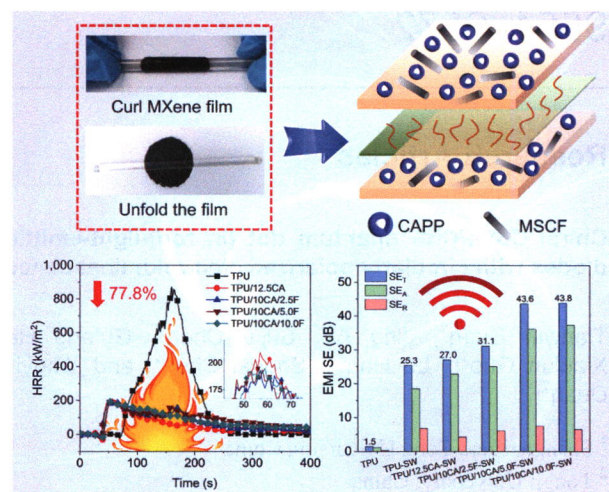 Curl MXene film
Unfold the film
CAPP
MSCF
77.8%
TPU
TPU/12.5CA
TPU/10CA/2.5F
TPU/10CA/5.0F
TPU/10CA/10.0F
HRR (kW/m²)
1,000
800
600
400
200
0
200
175
50 60 70
0 100 200 300 400
Time (s)
SE_T
SE_A
SE_R
EMI SE (dB)
60
50
40
30
20
10
0
1.5
25.3
27.0
31.1
43.6
43.8
TPU
TPU-SW
TPU/12.5CA-SW
TPU/10CA/2.5F-SW
TPU/10CA/5.0F-SW
TPU/10CA/10.0F-SW